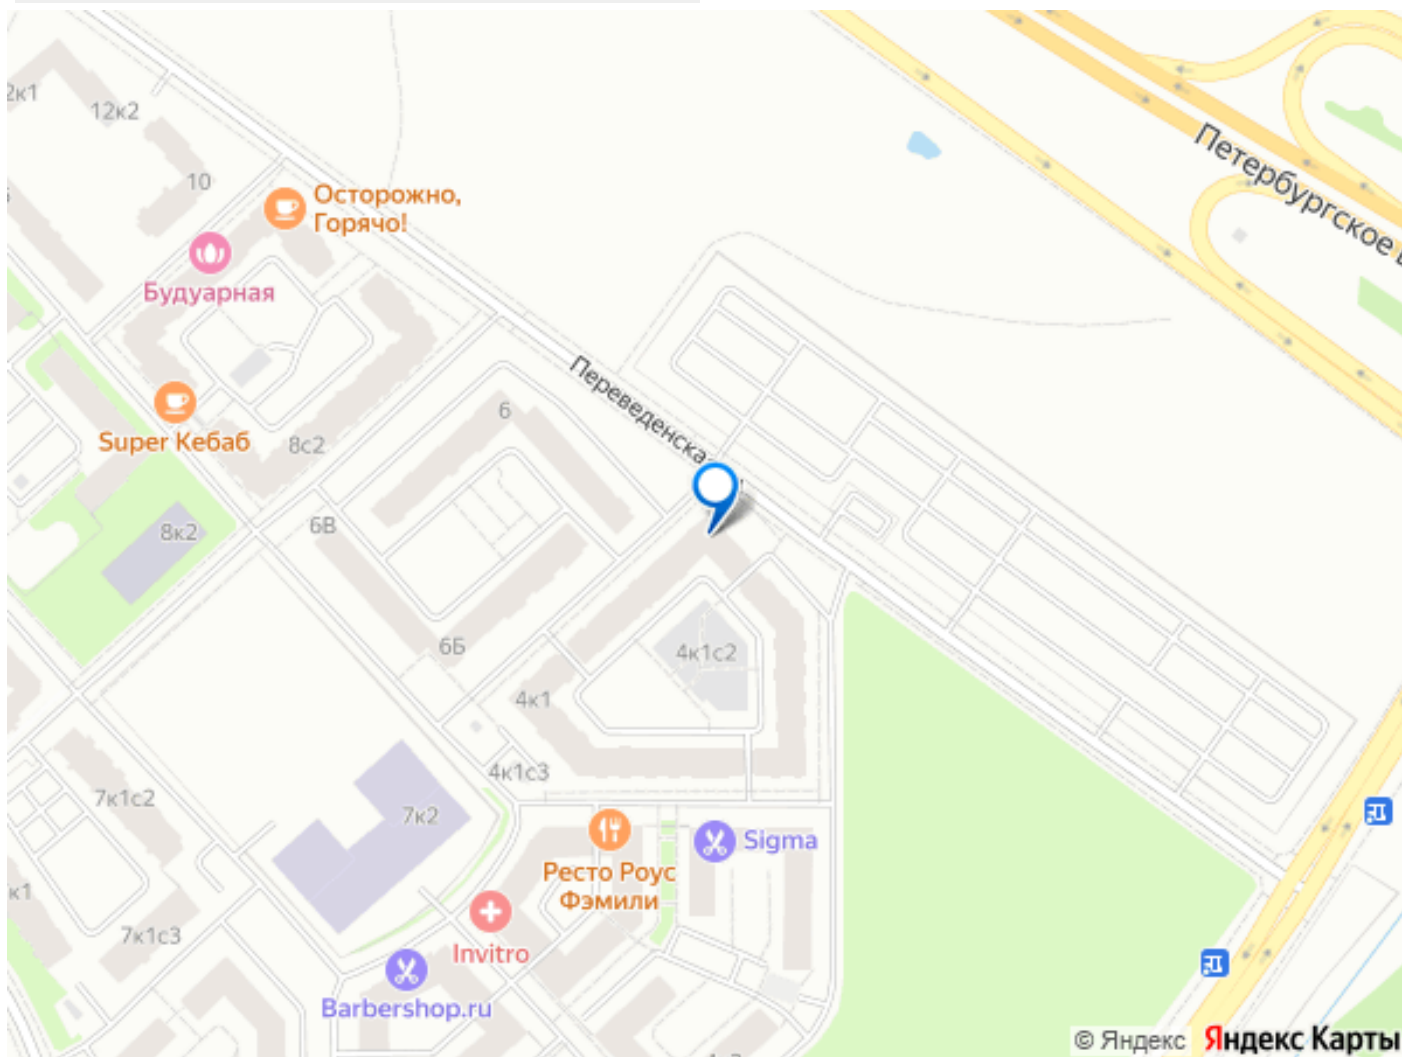 2к1
12к2
10
Осторожно,
Горячо!
Петербургское
Будуарная
Переведенская
6
Super Кебаб
8с2
6В
8к2
6Б
4к1с2
4к1
4к1с3
7к1с2
7к2
Sigma
Ресто Роус
Фэмили
к1
7к1с3
Invitro
Barbershop.ru
© Яндекс Яндекс Карты